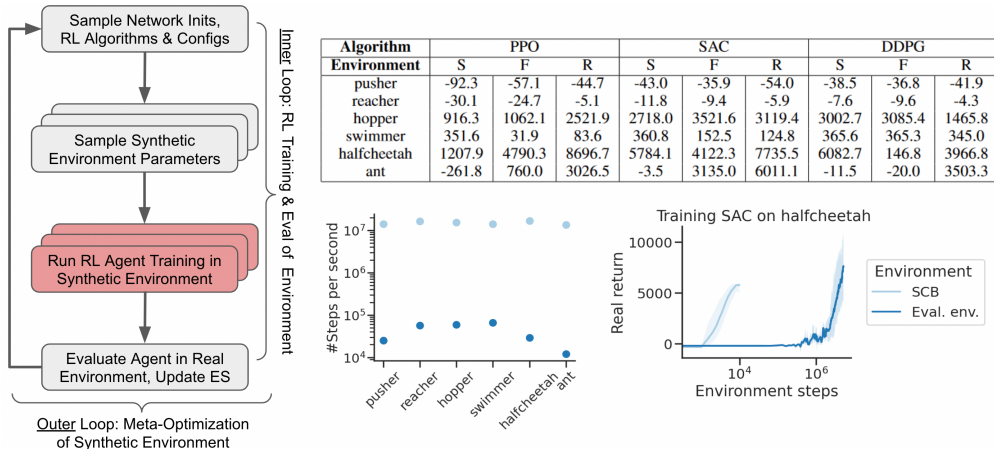 Sample Network Inits,
RL Algorithms & Configs
Sample Synthetic
Environment Parameters
Run RL Agent Training in
Synthetic Environment
Evaluate Agent in Real
Environment, Update ES
Outer Loop: Meta-Optimization
of Synthetic Environment
Inner Loop: RL Training & Eval of Environment
Algorithm PPO SAC DDPG
Environment S F R S F R S F R
pusher -92.3 -57.1 -44.7 -43.0 -35.9 -54.0 -38.5 -36.8 -41.9
reacher -30.1 -24.7 -5.1 -11.8 -9.4 -5.9 -7.6 -9.6 -4.3
hopper 916.3 1062.1 2521.9 2718.0 3521.6 3119.4 3002.7 3085.4 1465.8
swimmer 351.6 31.9 83.6 360.8 152.5 124.8 365.6 365.3 345.0
halfcheetah 1207.9 4790.3 8696.7 5784.1 4122.3 7735.5 6082.7 146.8 3966.8
ant -261.8 760.0 3026.5 -3.5 3135.0 6011.1 -11.5 -20.0 3503.3
#Steps per second
10⁷
10⁶
10⁵
10⁴
pusher
reacher
hopper
swimmer
halfcheetah
ant
Training SAC on halfcheetah
Real return
10000
5000
0
10⁴ 10⁶
Environment steps
Environment
SCB
Eval. env.